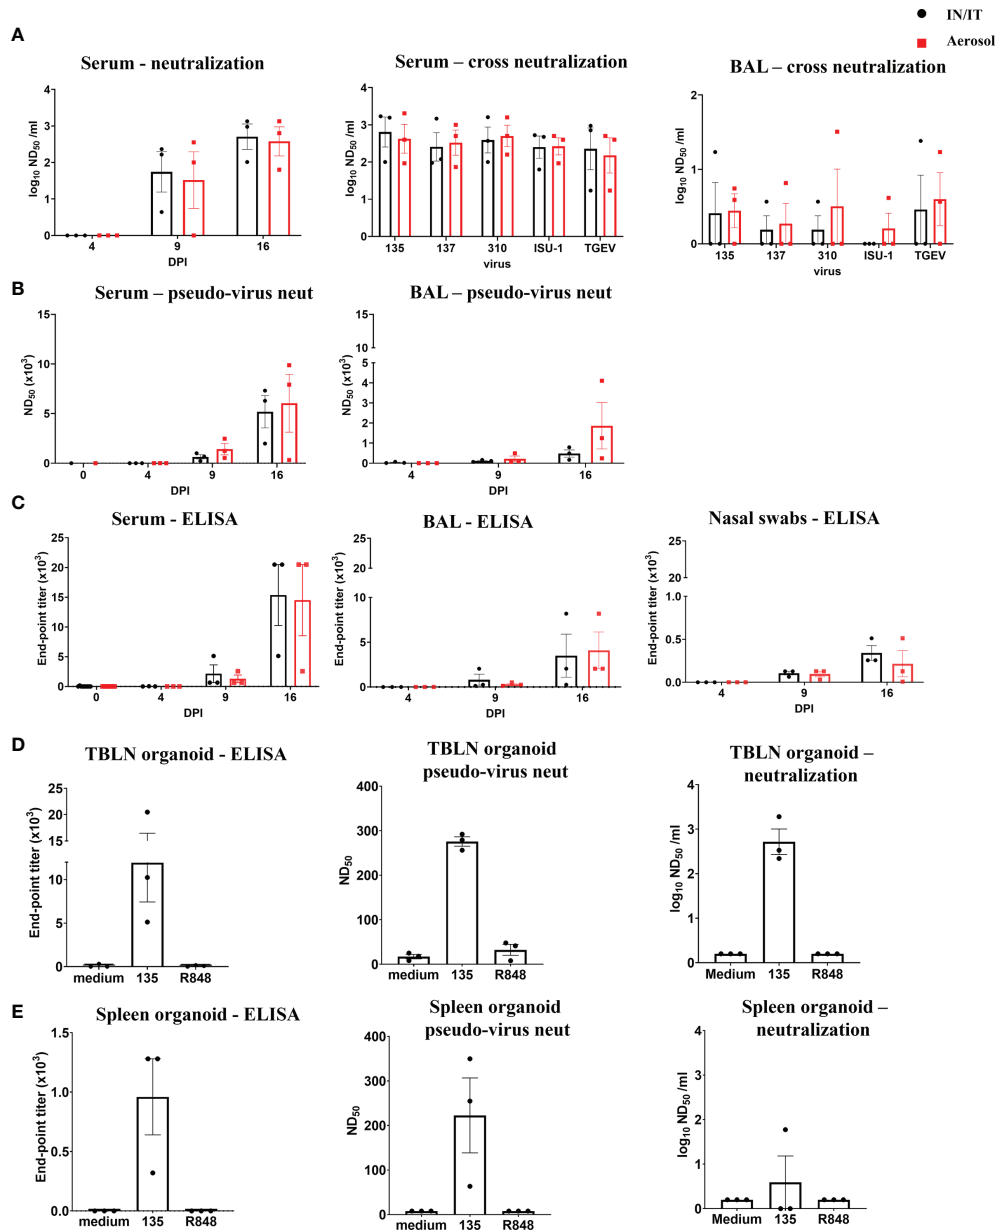 IN/IT
Aerosol
A
Serum - neutralization
log10 ND50 /ml
4
3
2
1
0
4 9 16
DPI
Serum – cross neutralization
log10 ND50 /ml
4
3
2
1
0
135 137 310 ISU-1 TGEV
virus
BAL – cross neutralization
log10 ND50 /ml
2
1
0
135 137 310 ISU-1 TGEV
virus
B
Serum – pseudo-virus neut
ND50 (x10³)
15
10
5
0
0 4 9 16
DPI
BAL – pseudo-virus neut
ND50 (x10³)
15
10
5
4
3
2
1
0
4 9 16
DPI
C
Serum - ELISA
End-point titer (x10³)
25
20
15
10
5
0
0 4 9 16
DPI
BAL - ELISA
End-point titer (x10³)
25
20
15
10
5
0
4 9 16
DPI
Nasal swabs - ELISA
End-point titer (x10³)
25
20
15
1.0
0.5
0.0
4 9 16
DPI
D
TBLN organoid - ELISA
End-point titer (x10³)
25
20
15
10
5
0
medium 135 R848
TBLN organoid
pseudo-virus neut
ND50
400
300
200
100
0
medium 135 R848
TBLN organoid –
neutralization
log10 ND50 /ml
4
3
2
1
0
Medium 135 R848
E
Spleen organoid - ELISA
End-point titer (x10³)
1.5
1.0
0.5
0.0
medium 135 R848
Spleen organoid
pseudo-virus neut
ND50
400
300
200
100
0
medium 135 R848
Spleen organoid –
neutralization
log10 ND50 /ml
4
3
2
1
0
Medium 135 R848